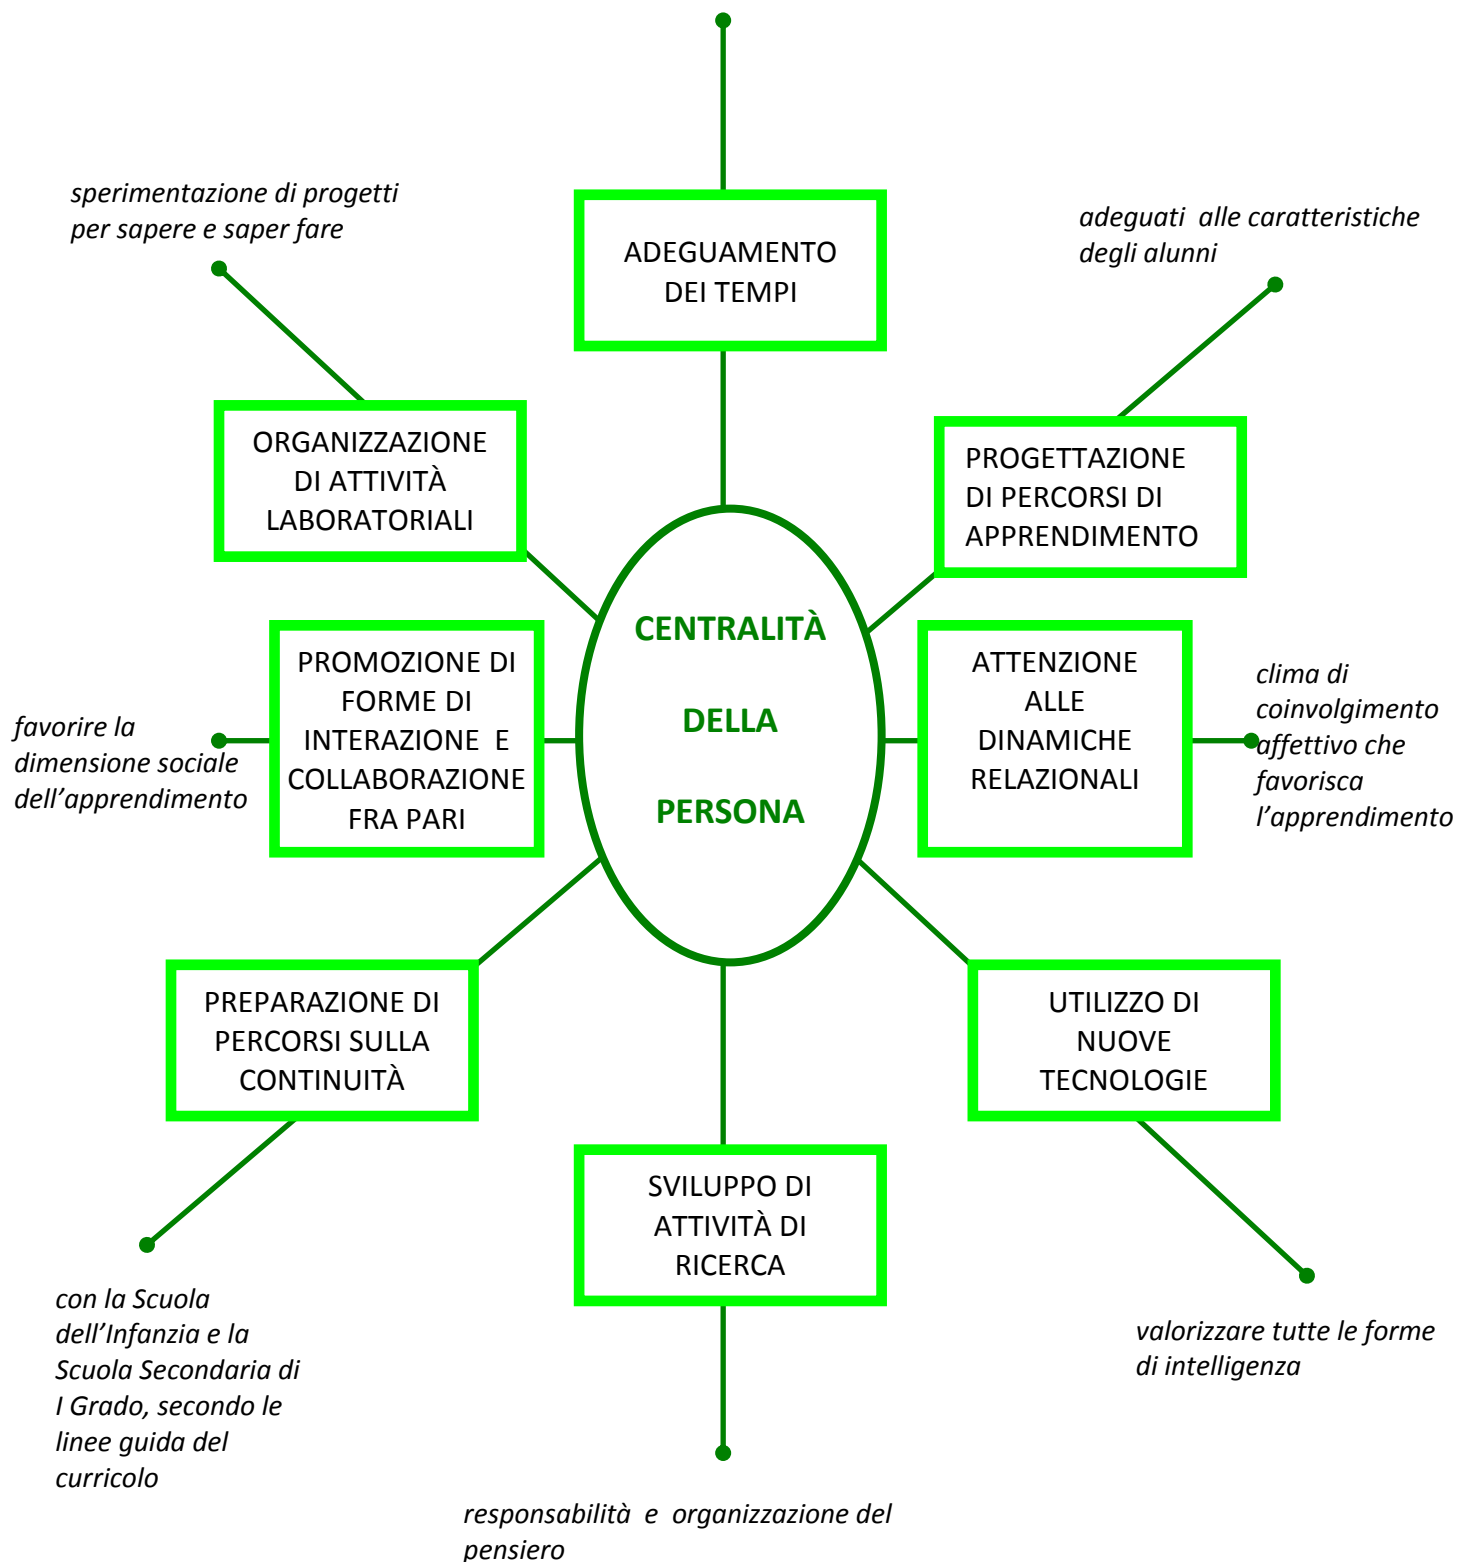 sperimentazione di progetti
per sapere e saper fare
ADEGUAMENTO
DEI TEMPI
adeguati  alle caratteristiche
degli alunni
ORGANIZZAZIONE
DI ATTIVITÀ
LABORATORIALI
PROGETTAZIONE
DI PERCORSI DI
APPRENDIMENTO
CENTRALITÀ
DELLA
PERSONA
favorire la
dimensione sociale
dell’apprendimento
PROMOZIONE DI
FORME DI
INTERAZIONE  E
COLLABORAZIONE
FRA PARI
ATTENZIONE
ALLE
DINAMICHE
RELAZIONALI
clima di
coinvolgimento
affettivo che
favorisca
l’apprendimento
PREPARAZIONE DI
PERCORSI SULLA
CONTINUITÀ
UTILIZZO DI
NUOVE
TECNOLOGIE
SVILUPPO DI
ATTIVITÀ DI
RICERCA
con la Scuola
dell’Infanzia e la
Scuola Secondaria di
I Grado, secondo le
linee guida del
curricolo
valorizzare tutte le forme
di intelligenza
responsabilità  e  organizzazione del
pensiero